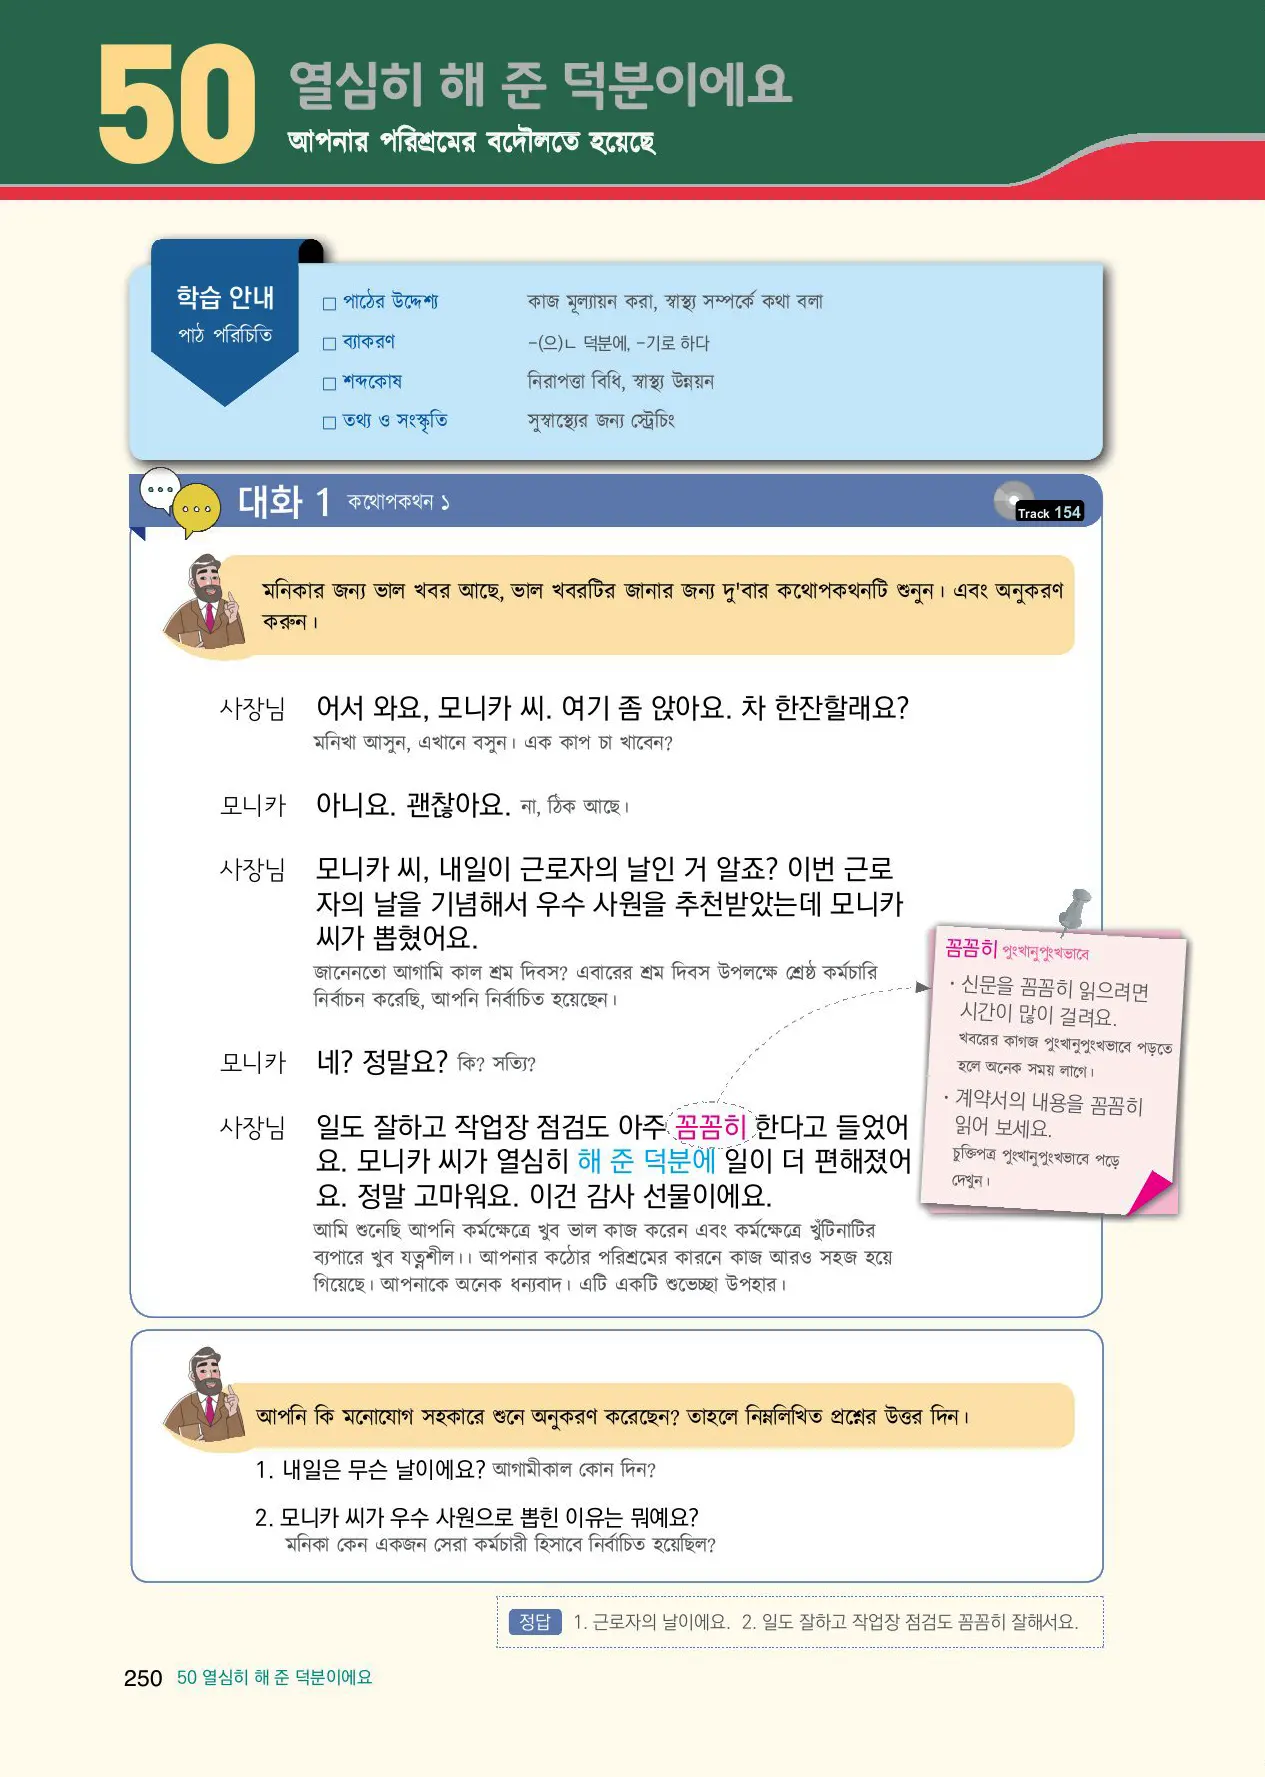 50
열심히 해 준 덕분이에요
আপনার পরিশ্রমের বদৌলতে হয়েছে
학습 안내
পাঠ পরিচিতি
□ পাঠের উদ্দেশ্য কাজ মূল্যায়ন করা, স্বাস্থ্য সম্পর্কে কথা বলা
□ ব্যাকরণ -(으)ㄴ 덕분에, -기로 하다
□ শব্দকোষ নিরাপত্তা বিধি, স্বাস্থ্য উন্নয়ন
□ তথ্য ও সংস্কৃতি সুস্বাস্থ্যের জন্য স্ট্রেচিং
대화 1 কথোপকথন ১
Track 154
মনিকার জন্য ভাল খবর আছে, ভাল খবরটির জানার জন্য দু'বার কথোপকথনটি শুনুন। এবং অনুকরণ
করুন।
사장님 어서 와요, 모니카 씨. 여기 좀 앉아요. 차 한잔할래요?
মনিখা আসুন, এখানে বসুন। এক কাপ চা খাবেন?
모니카 아니요. 괜찮아요. না, ঠিক আছে।
사장님 모니카 씨, 내일이 근로자의 날인 거 알죠? 이번 근로
자의 날을 기념해서 우수 사원을 추천받았는데 모니카
씨가 뽑혔어요.
জানেনতো আগামি কাল শ্রম দিবস? এবারের শ্রম দিবস উপলক্ষে শ্রেষ্ঠ কর্মচারি
নির্বাচন করেছি, আপনি নির্বাচিত হয়েছেন।
모니카 네? 정말요? কি? সত্যি?
사장님 일도 잘하고 작업장 점검도 아주 꼼꼼히 한다고 들었어
요. 모니카 씨가 열심히 해 준 덕분에 일이 더 편해졌어
요. 정말 고마워요. 이건 감사 선물이에요.
আমি শুনেছি আপনি কর্মক্ষেত্রে খুব ভাল কাজ করেন এবং কর্মক্ষেত্রে খুঁটিনাটির
ব্যপারে খুব যত্নশীল।। আপনার কঠোর পরিশ্রমের কারনে কাজ আরও সহজ হয়ে
গিয়েছে। আপনাকে অনেক ধন্যবাদ। এটি একটি শুভেচ্ছা উপহার।
꼼꼼히 পুংখানুপুংখভাবে
· 신문을 꼼꼼히 읽으려면
시간이 많이 걸려요.
খবরের কাগজ পুংখানুপুংখভাবে পড়তে
হলে অনেক সময় লাগে।
· 계약서의 내용을 꼼꼼히
읽어 보세요.
চুক্তিপত্র পুংখানুপুংখভাবে পড়ে
দেখুন।
আপনি কি মনোযোগ সহকারে শুনে অনুকরণ করেছেন? তাহলে নিম্নলিখিত প্রশ্নের উত্তর দিন।
1. 내일은 무슨 날이에요? আগামীকাল কোন দিন?
2. 모니카 씨가 우수 사원으로 뽑힌 이유는 뭐예요?
মনিকা কেন একজন সেরা কর্মচারী হিসাবে নির্বাচিত হয়েছিল?
정답 1. 근로자의 날이에요. 2. 일도 잘하고 작업장 점검도 꼼꼼히 잘해서요.
250 50 열심히 해 준 덕분이에요